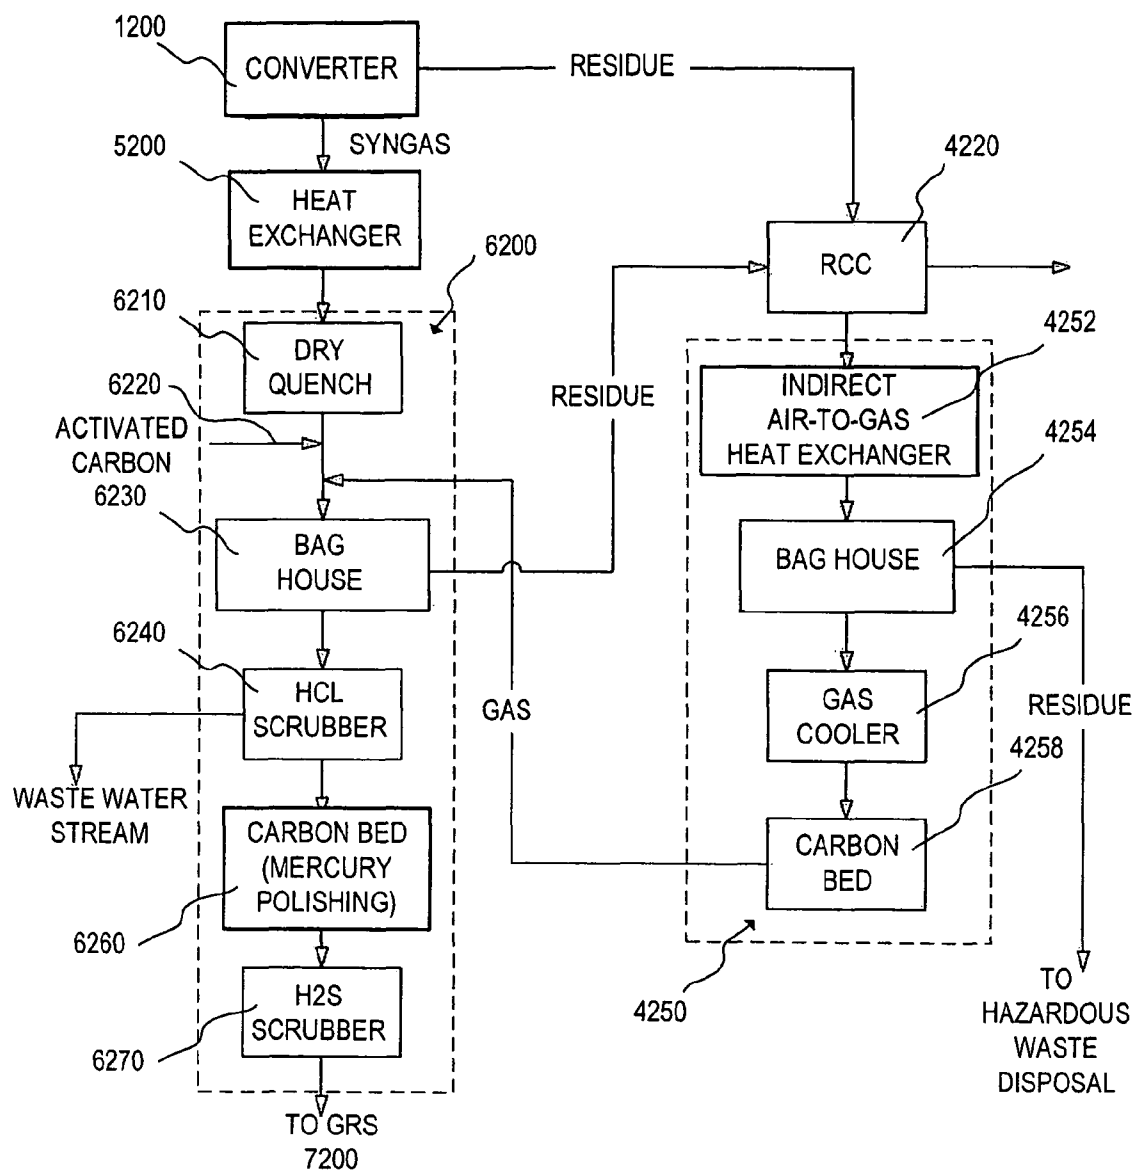 1200
CONVERTER
RESIDUE
SYNGAS
5200
HEAT
EXCHANGER
4220
RCC
6200
6210
DRY
QUENCH
6220
ACTIVATED
CARBON
6230
RESIDUE
4252
INDIRECT
AIR-TO-GAS
HEAT EXCHANGER
4254
BAG
HOUSE
BAG HOUSE
6240
HCL
SCRUBBER
GAS
4256
GAS
COOLER
RESIDUE
4258
WASTE WATER
STREAM
CARBON BED
(MERCURY
POLISHING)
CARBON
BED
6260
4250
H2S
SCRUBBER
6270
TO
HAZARDOUS
WASTE
DISPOSAL
TO GRS
7200